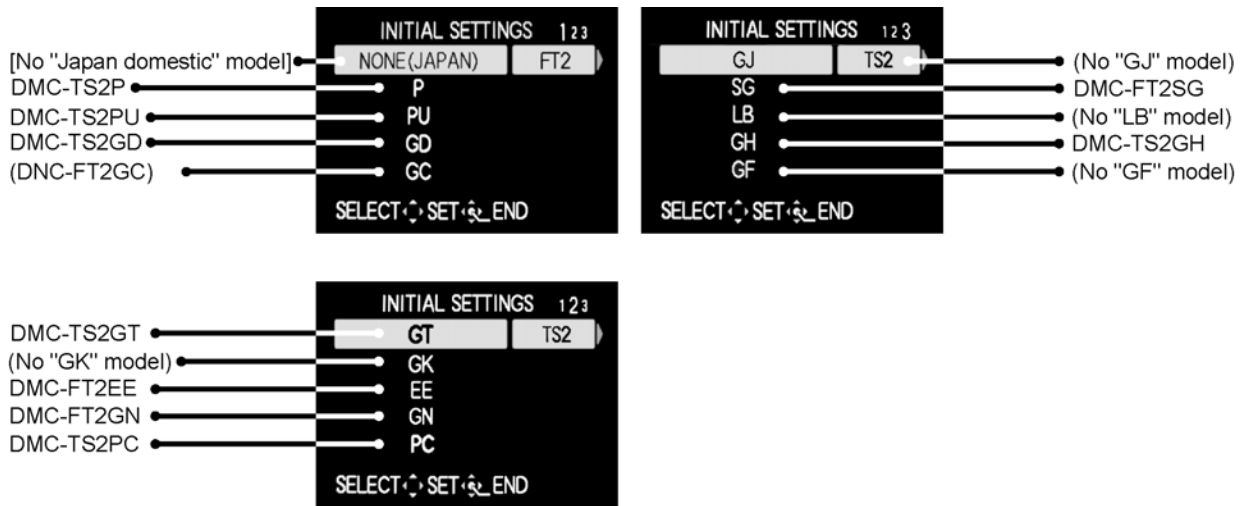 INITIAL SETTINGS 123
[No "Japan domestic" model] NONE(JAPAN) FT2
DMC-TS2P P
DMC-TS2PU PU
DMC-TS2GD GD
(DNC-FT2GC) GC
SELECT SET END
INITIAL SETTINGS 123
GJ TS2 (No "GJ" model)
SG DMC-FT2SG
LB (No "LB" model)
GH DMC-TS2GH
GF (No "GF" model)
SELECT SET END
INITIAL SETTINGS 123
DMC-TS2GT GT TS2
(No "GK" model) GK
DMC-FT2EE EE
DMC-FT2GN GN
DMC-TS2PC PC
SELECT SET END